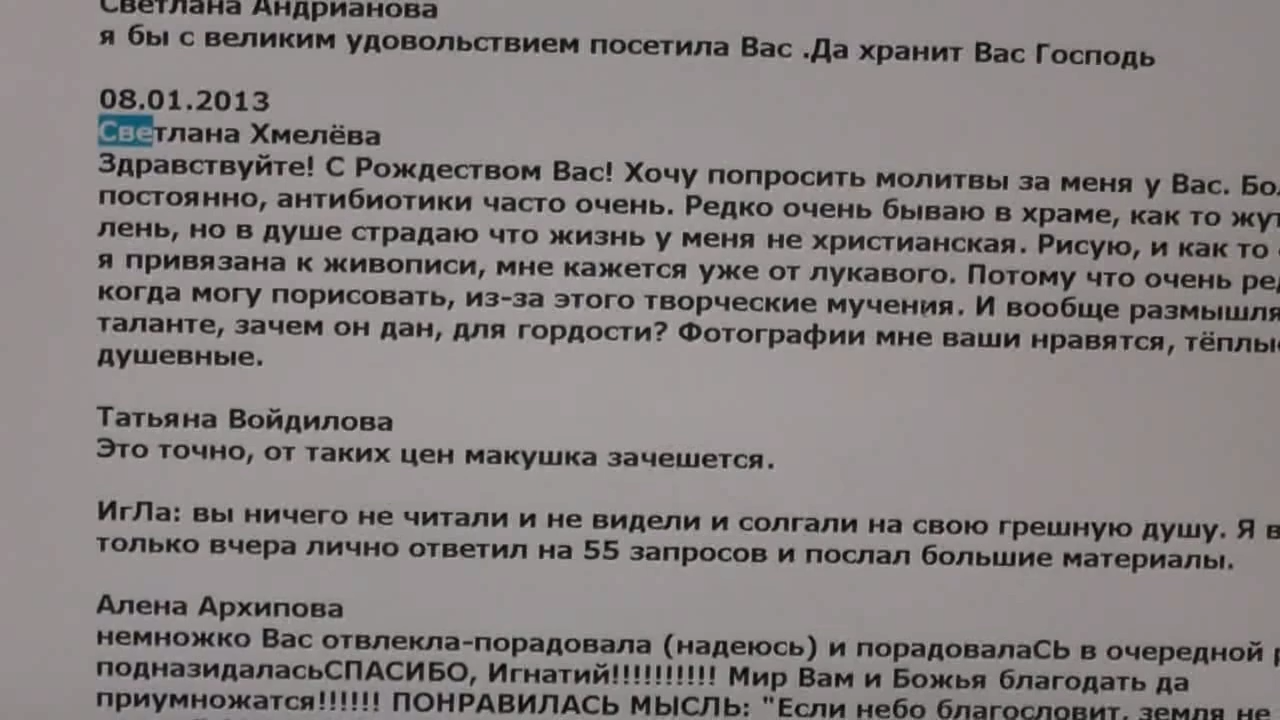 Светлана Андрианова
я бы с великим удовольствием посетила Вас .Да хранит Вас Господь
08.01.2013
Светлана Хмелёва
Здравствуйте! С Рождеством Вас! Хочу попросить молитвы за меня у Вас.
постоянно, антибиотики часто очень. Редко очень бываю в храме, как то
лень, но в душе страдаю что жизнь у меня не христианская. Рисую, и как то
я привязана к живописи, мне кажется уже от лукавого. Потому что очень
когда могу порисовать, из-за этого творческие мучения. И вообще
таланте, зачем он дан, для гордости? Фотографии мне ваши нравятся,
душевные.
Татьяна Войдилова
Это точно, от таких цен макушка зачешется.
ИгЛа: вы ничего не читали и не видели и солгали на свою грешную душу. Я
только вчера лично ответил на 55 запросов и послал большие материалы.
Алена Архипова
немножко Вас отвлекла-порадовала (надеюсь) и порадовалаСЬ в очередной
подназидаласьСПАСИБО, Игнатий!!!!!!!!!! Мир Вам и Божья благодать да
приумножатся!!!!!! ПОНРАВИЛАСЬ МЫСЛЬ: "Если небо благословит, земля не